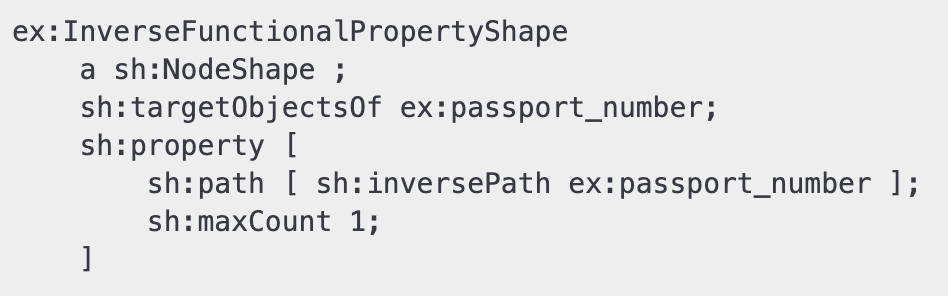 ex:InverseFunctionalPropertyShape
    a sh:NodeShape ;
    sh:targetObjectsOf ex:passport_number;
    sh:property [
        sh:path [ sh:inversePath ex:passport_number ];
        sh:maxCount 1;
    ]